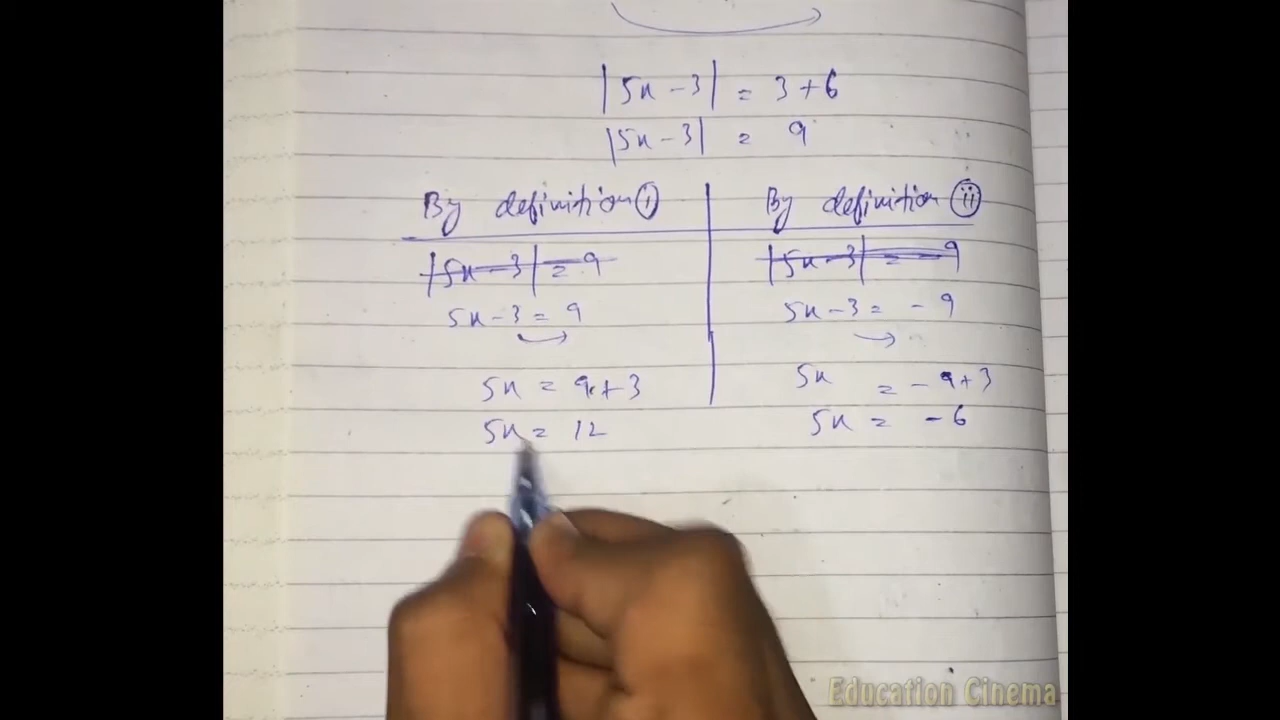 |5x - 3| = 3 + 6
|5x - 3| = 9
By definition (i)
|5x - 3| = 9
5x - 3 = 9
5x = 9 + 3
5x = 12
By definition (ii)
|5x - 3| = - 9
5x - 3 = - 9
5x = - 9 + 3
5x = - 6
Education Cinema